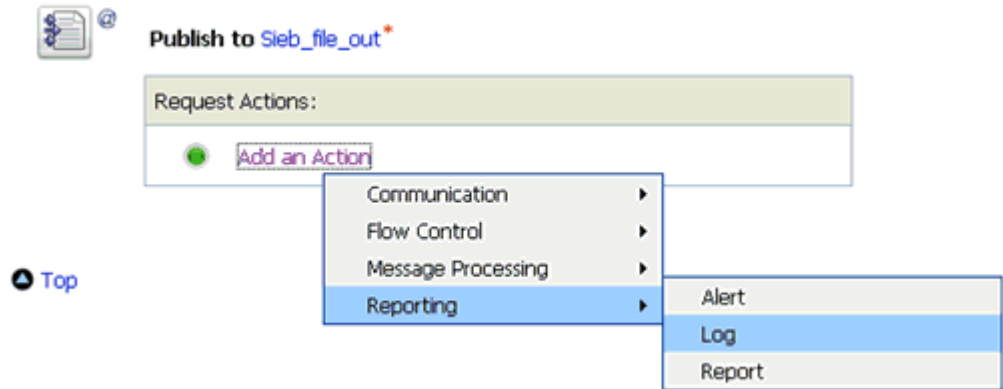 @
Publish to Sieb_file_out*
Request Actions:
Add an Action
Communication
Flow Control
Message Processing
Reporting
Top
Alert
Log
Report